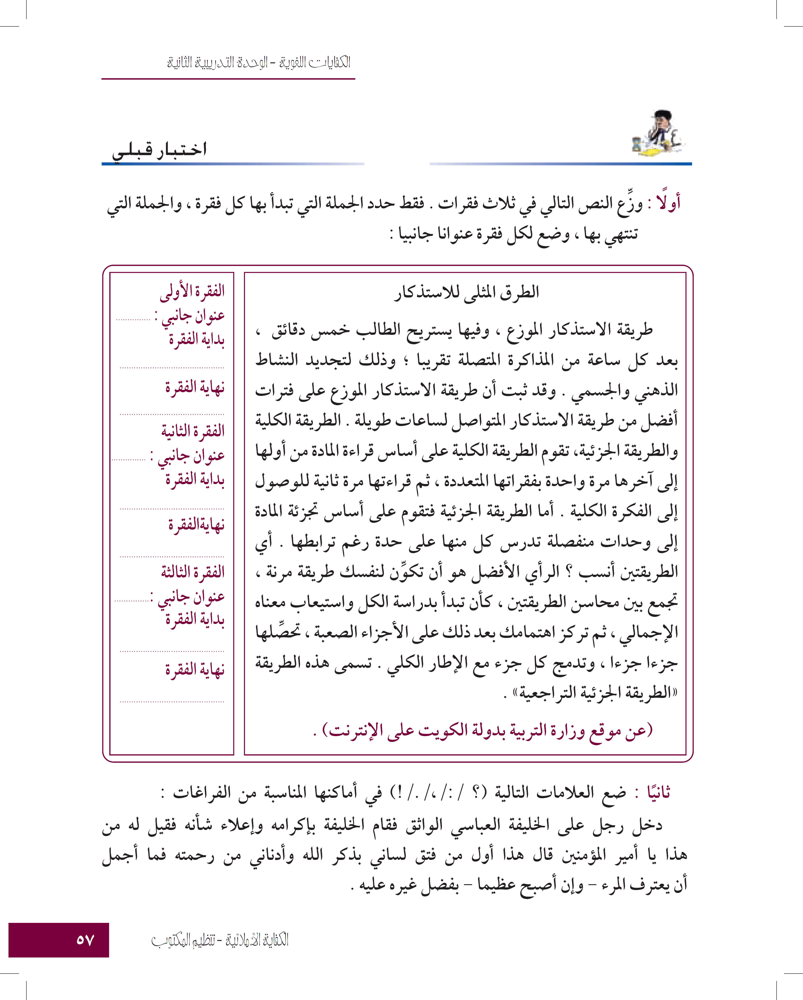 الكفايات اللغوية - الوحدة التدريبية الثانية
اختبار قبلي
أولًا : وزِّع النص التالي في ثلاث فقرات . فقط حدد الجملة التي تبدأ بها كل فقرة ، والجملة التي
تنتهي بها ، وضع لكل فقرة عنوانا جانبيا :
الطرق المثلى للاستذكار
طريقة الاستذكار الموزع ، وفيها يستريح الطالب خمس دقائق ،
بعد كل ساعة من المذاكرة المتصلة تقريبا ؛ وذلك لتجديد النشاط
الذهني والجسمي . وقد ثبت أن طريقة الاستذكار الموزع على فترات
أفضل من طريقة الاستذكار المتواصل لساعات طويلة . الطريقة الكلية
والطريقة الجزئية، تقوم الطريقة الكلية على أساس قراءة المادة من أولها
إلى آخرها مرة واحدة بفقراتها المتعددة ، ثم قراءتها مرة ثانية للوصول
إلى الفكرة الكلية . أما الطريقة الجزئية فتقوم على أساس تجزئة المادة
إلى وحدات منفصلة تدرس كل منها على حدة رغم ترابطها . أي
الطريقتين أنسب ؟ الرأي الأفضل هو أن تكوِّن لنفسك طريقة مرنة ،
تجمع بين محاسن الطريقتين ، كأن تبدأ بدراسة الكل واستيعاب معناه
الإجمالي ، ثم تركز اهتمامك بعد ذلك على الأجزاء الصعبة ، تحصِّلها
جزءا جزءا ، وتدمج كل جزء مع الإطار الكلي . تسمى هذه الطريقة
«الطريقة الجزئية التراجعية» .
(عن موقع وزارة التربية بدولة الكويت على الإنترنت) .
الفقرة الأولى
عنوان جانبي : ...............
بداية الفقرة
.............................................
نهاية الفقرة
.............................................
الفقرة الثانية
عنوان جانبي : ...............
بداية الفقرة
.............................................
نهايةالفقرة
.............................................
الفقرة الثالثة
عنوان جانبي : ...............
بداية الفقرة
.............................................
نهاية الفقرة
.............................................
ثانيًا : ضع العلامات التالية (؟ / :/ ،/ ./ !) في أماكنها المناسبة من الفراغات :
دخل رجل على الخليفة العباسي الواثق فقام الخليفة بإكرامه وإعلاء شأنه فقيل له من
هذا يا أمير المؤمنين قال هذا أول من فتق لساني بذكر الله وأدناني من رحمته فما أجمل
أن يعترف المرء – وإن أصبح عظيما – بفضل غيره عليه .
الكفاية الأملائية - تنظيم المكتوب
٥٧